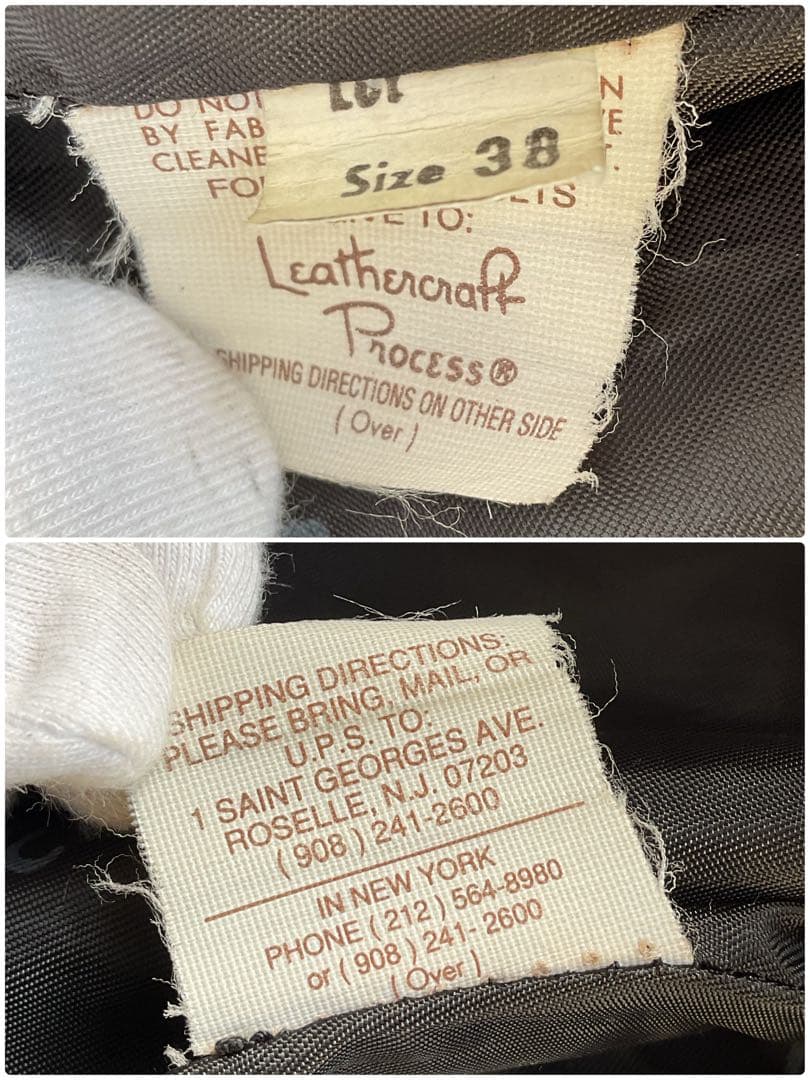 DO NOT
BY FAB
CLEANE
Size 38
Leathercraft
Process®
SHIPPING DIRECTIONS ON OTHER SIDE
(Over)
SHIPPING DIRECTIONS:
PLEASE BRING, MAIL, OR
U.P.S. TO:
1 SAINT GEORGES AVE.
ROSELLE, N.J. 07203
(908) 241-2600
IN NEW YORK
PHONE (212) 564-8980
or (908) 241-2600
(Over)